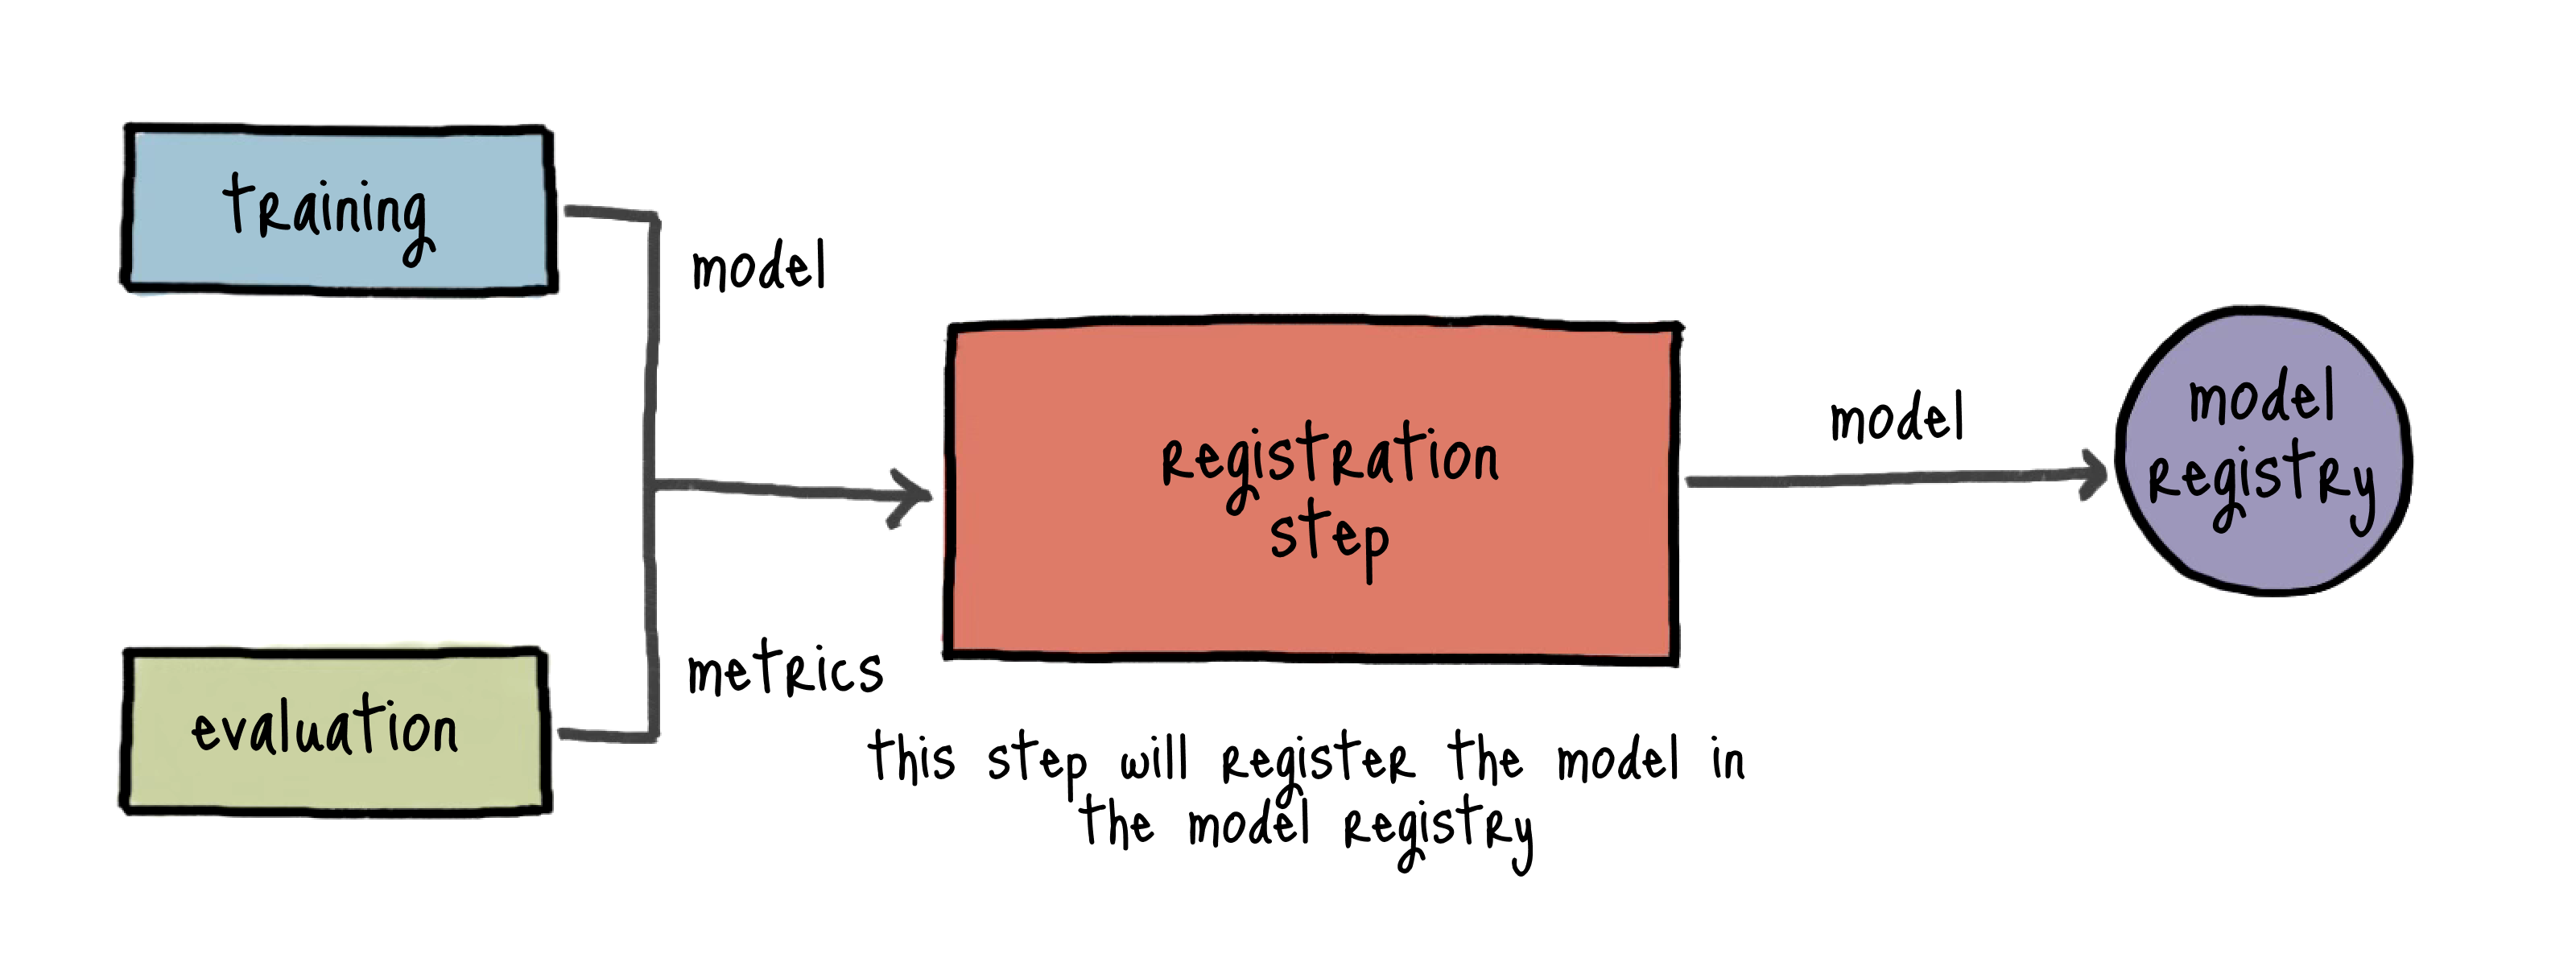 training
model
registration
step
model
model
registry
evaluation
metrics
this step will register the model in
the model registry